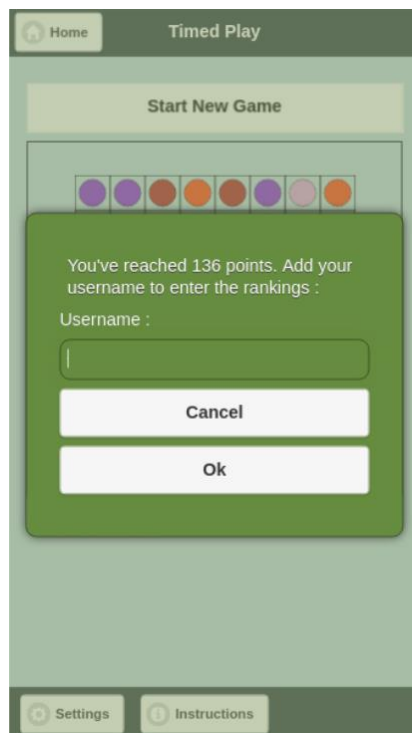 Home
Timed Play
Start New Game
You've reached 136 points. Add your
username to enter the rankings :
Username :
Cancel
Ok
Settings
Instructions